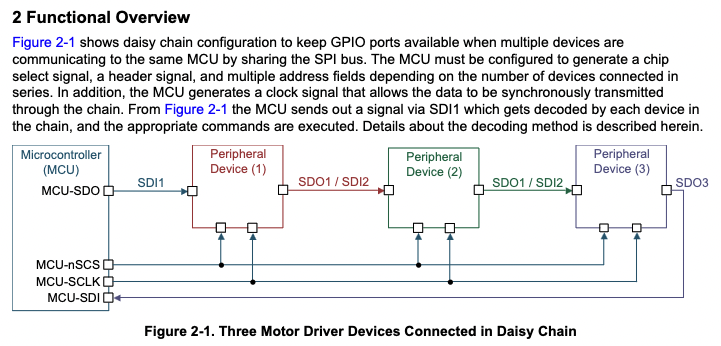 2 Functional Overview
Figure 2-1 shows daisy chain configuration to keep GPIO ports available when multiple devices are
communicating to the same MCU by sharing the SPI bus. The MCU must be configured to generate a chip
select signal, a header signal, and multiple address fields depending on the number of devices connected in
series. In addition, the MCU generates a clock signal that allows the data to be synchronously transmitted
through the chain. From Figure 2-1 the MCU sends out a signal via SDI1 which gets decoded by each device in
the chain, and the appropriate commands are executed. Details about the decoding method is described herein.
Microcontroller
(MCU)
MCU-SDO
SDI1
Peripheral
Device (1)
SDO1 / SDI2
Peripheral
Device (2)
SDO1 / SDI2
Peripheral
Device (3)
SDO3
MCU-nSCS
MCU-SCLK
MCU-SDI
Figure 2-1. Three Motor Driver Devices Connected in Daisy Chain